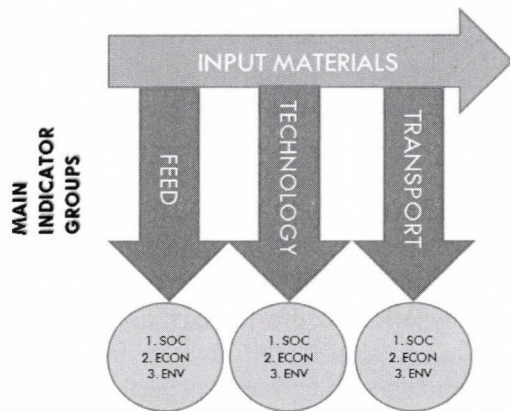 INPUT MATERIALS
MAIN
INDICATOR
GROUPS
FEED
TECHNOLOGY
TRANSPORT
1. SOC
2. ECON
3. ENV
1. SOC
2. ECON
3. ENV
1. SOC
2. ECON
3. ENV